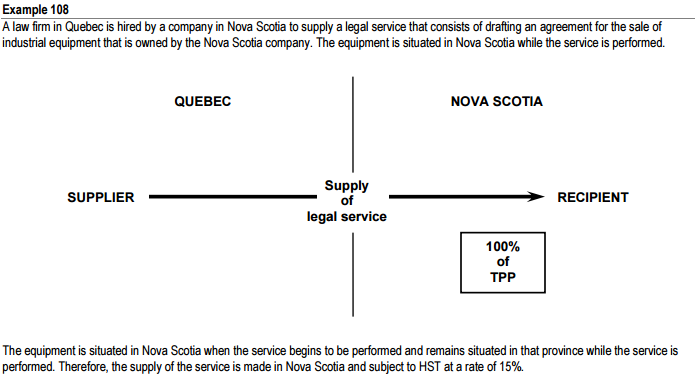 Example 108
A law firm in Quebec is hired by a company in Nova Scotia to supply a legal service that consists of drafting an agreement for the sale of
industrial equipment that is owned by the Nova Scotia company. The equipment is situated in Nova Scotia while the service is performed.
QUEBEC
NOVA SCOTIA
SUPPLIER
Supply
of
legal service
RECIPIENT
100%
of
TPP
The equipment is situated in Nova Scotia when the service begins to be performed and remains situated in that province while the service is
performed. Therefore, the supply of the service is made in Nova Scotia and subject to HST at a rate of 15%.